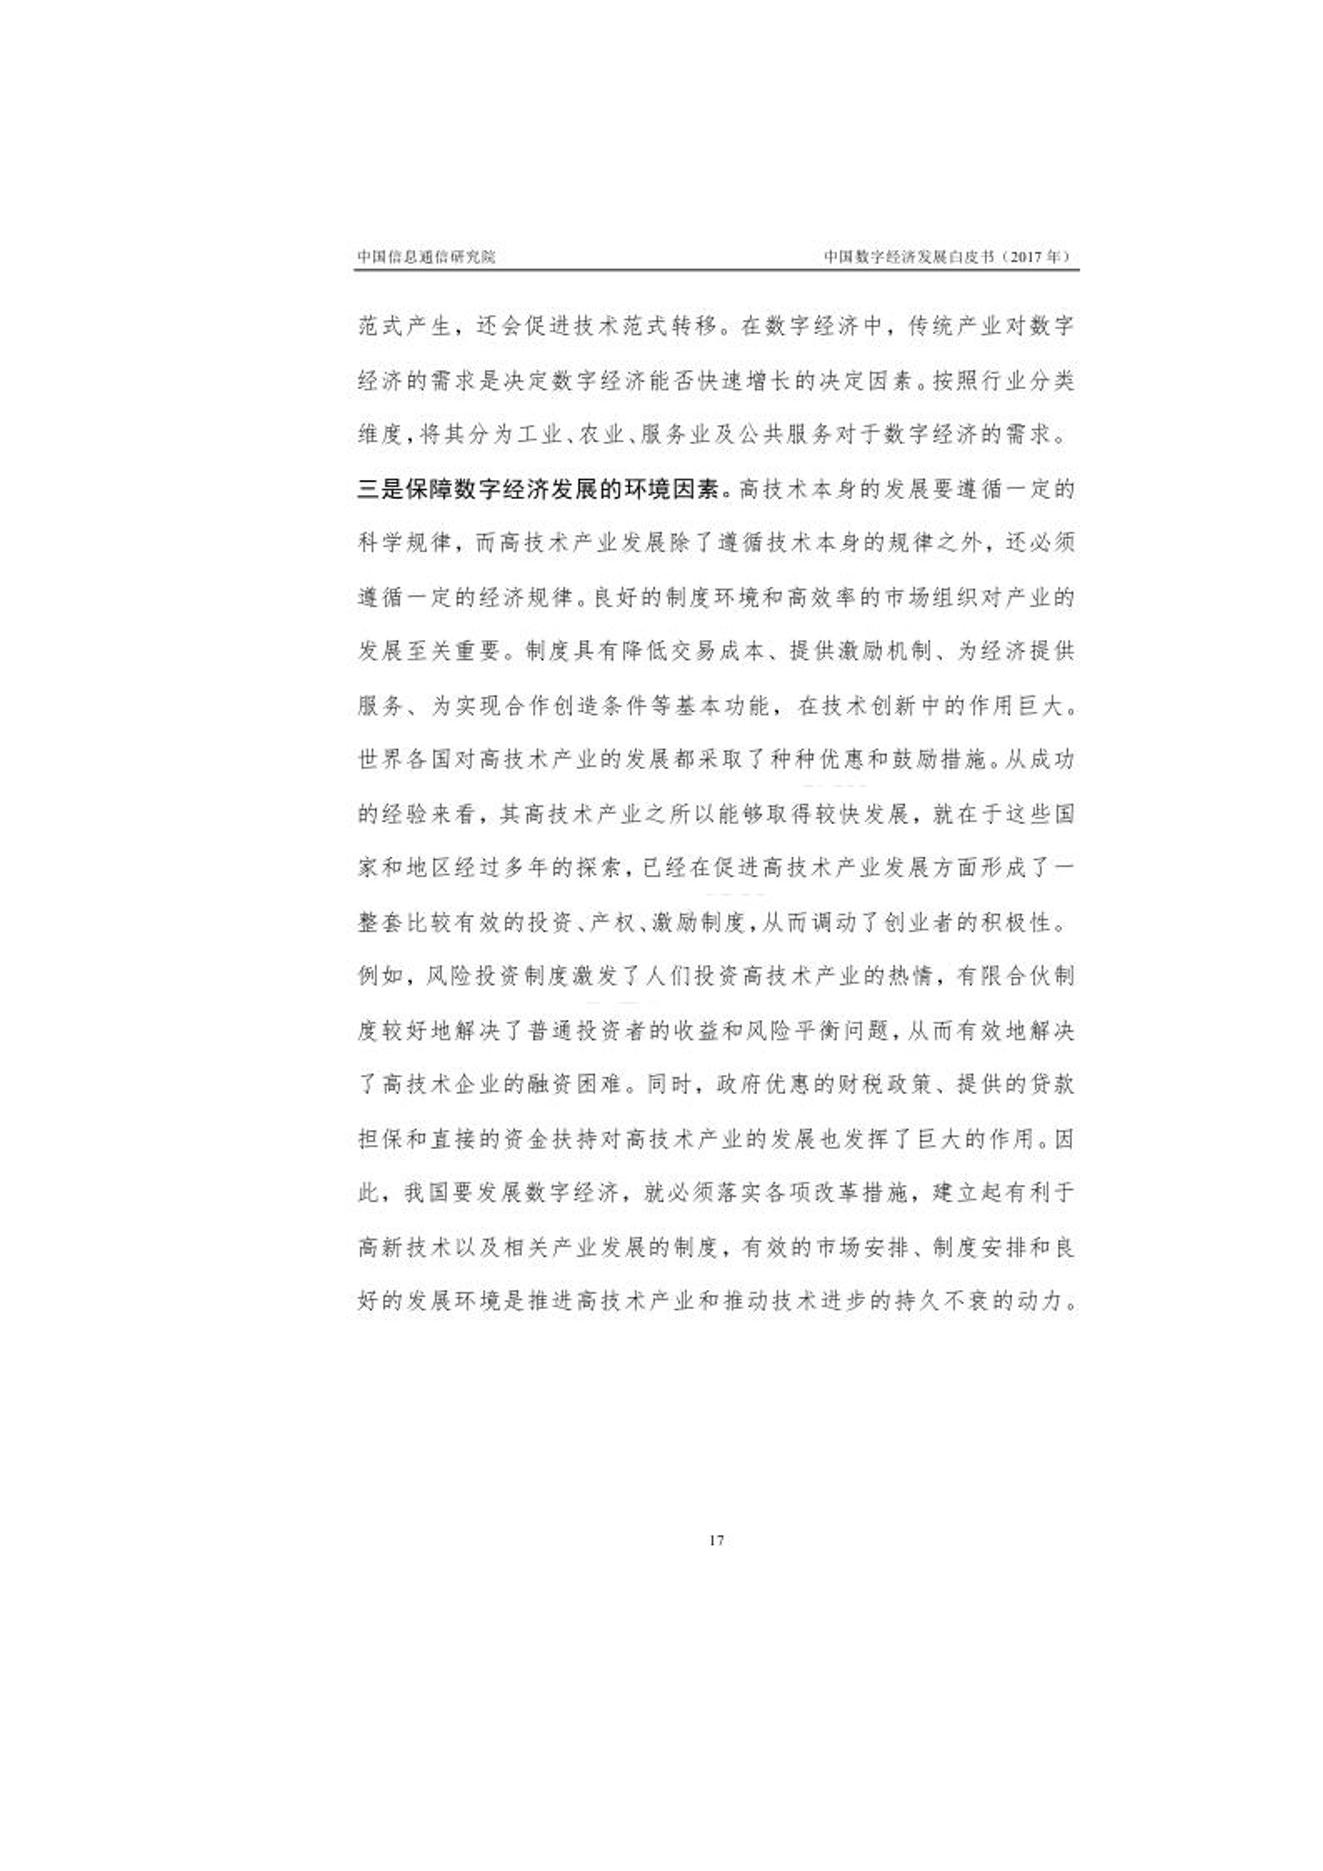 中国信息通信研究院 中国数字经济发展白皮书（2017 年）
范式产生，还会促进技术范式转移。在数字经济中，传统产业对数字
经济的需求是决定数字经济能否快速增长的决定因素。按照行业分类
维度，将其分为工业、农业、服务业及公共服务对于数字经济的需求。
三是保障数字经济发展的环境因素。高技术本身的发展要遵循一定的
科学规律，而高技术产业发展除了遵循技术本身的规律之外，还必须
遵循一定的经济规律。良好的制度环境和高效率的市场组织对产业的
发展至关重要。制度具有降低交易成本、提供激励机制、为经济提供
服务、为实现合作创造条件等基本功能，在技术创新中的作用巨大。
世界各国对高技术产业的发展都采取了种种优惠和鼓励措施。从成功
的经验来看，其高技术产业之所以能够取得较快发展，就在于这些国
家和地区经过多年的探索，已经在促进高技术产业发展方面形成了一
整套比较有效的投资、产权、激励制度，从而调动了创业者的积极性。
例如，风险投资制度激发了人们投资高技术产业的热情，有限合伙制
度较好地解决了普通投资者的收益和风险平衡问题，从而有效地解决
了高技术企业的融资困难。同时，政府优惠的财税政策、提供的贷款
担保和直接的资金扶持对高技术产业的发展也发挥了巨大的作用。因
此，我国要发展数字经济，就必须落实各项改革措施，建立起有利于
高新技术以及相关产业发展的制度，有效的市场安排、制度安排和良
好的发展环境是推进高技术产业和推动技术进步的持久不衰的动力。
17